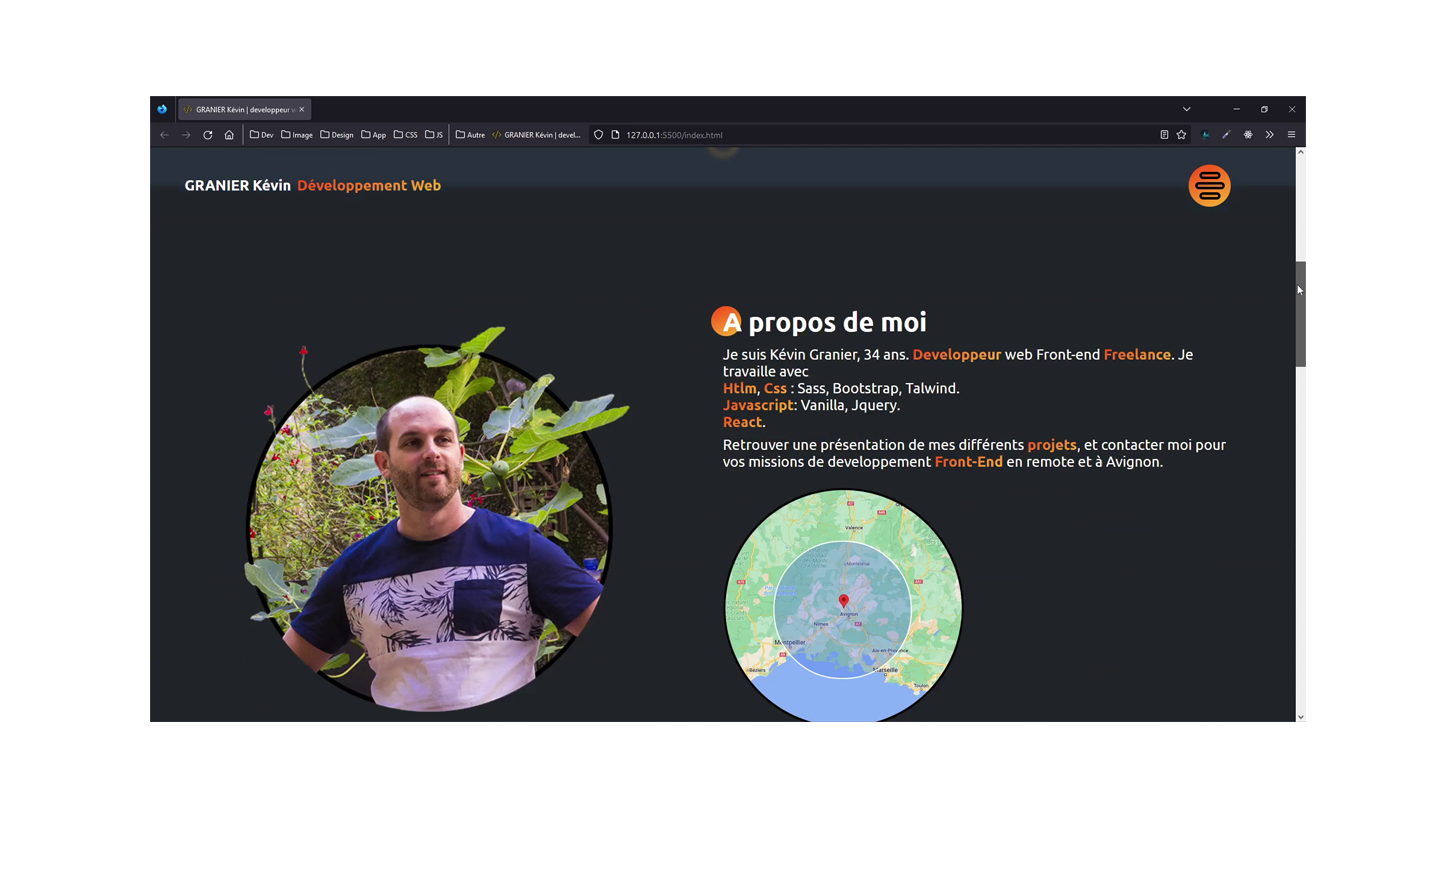 GRANIER Kévin | developpeur w
Dev Image Design App CSS JS Autre GRANIER Kévin | devel... 127.0.0.1:5500/index.html
GRANIER Kévin Développement Web
A propos de moi
Je suis Kévin Granier, 34 ans. Developpeur web Front-end Freelance. Je
travaille avec
Htlm, Css : Sass, Bootstrap, Talwind.
Javascript: Vanilla, Jquery.
React.
Retrouver une présentation de mes différents projets, et contacter moi pour
vos missions de developpement Front-End en remote et à Avignon.
Valence
Montélimar
Avignon
Nîmes
Montpellier
Aix-en-Provence
Béziers
Marseille
Toulon